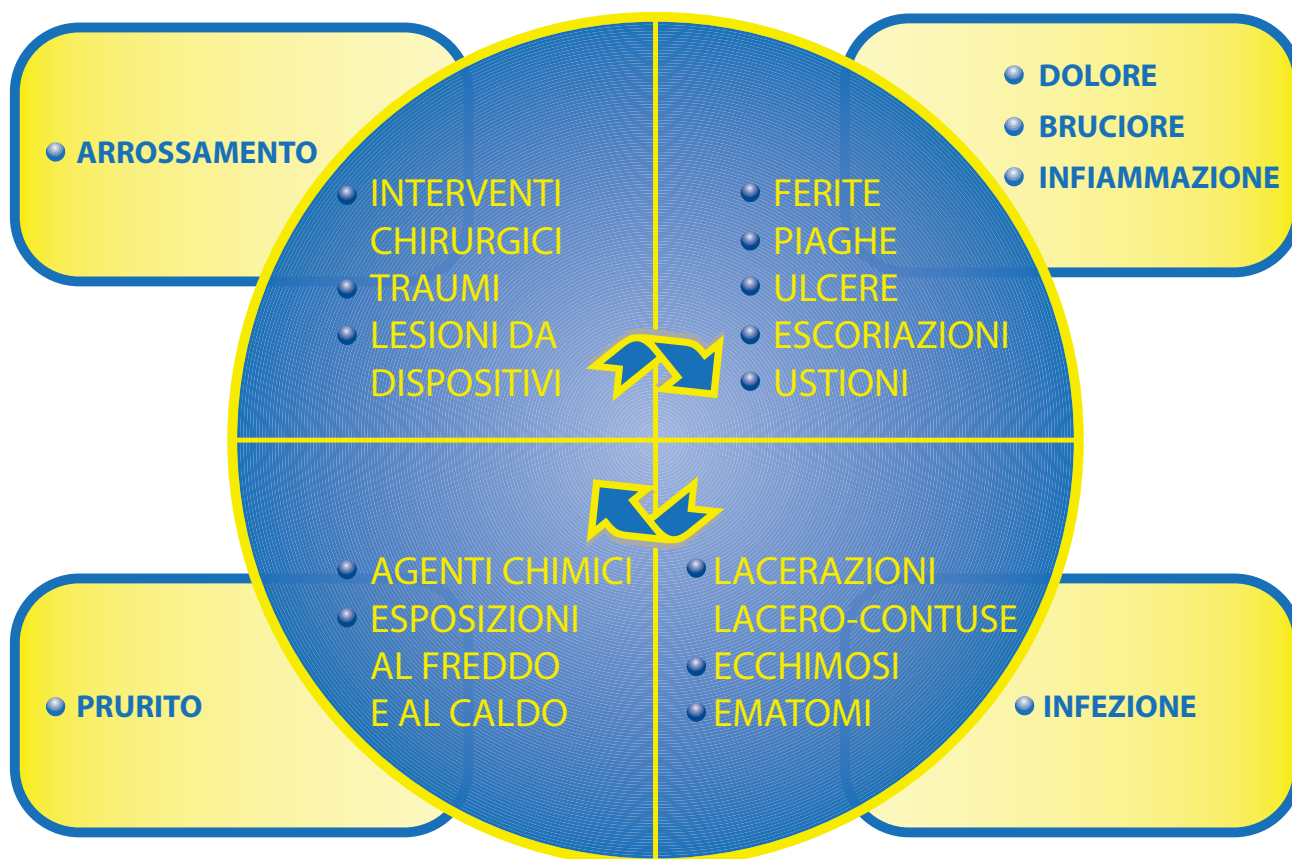 ARROSSAMENTO
INTERVENTI
CHIRURGICI
TRAUMI
LESIONI DA
DISPOSITIVI
DOLORE
BRUCIORE
INFIAMMAZIONE
FERITE
PIAGHE
ULCERE
ESCORIAZIONI
USTIONI
PRURITO
AGENTI CHIMICI
ESPOSIZIONI
AL FREDDO
E AL CALDO
LACERAZIONI
LACERO-CONTUSE
ECCHIMOSI
EMATOMI
INFEZIONE